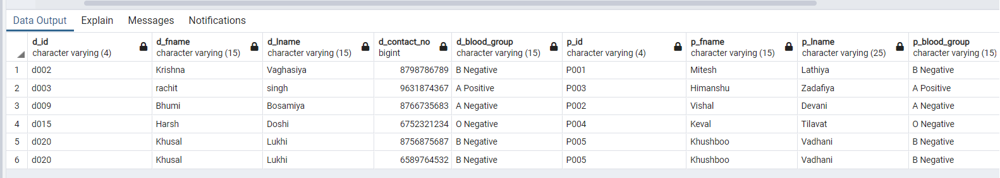 Data Output Explain Messages Notifications
d_id d_fname d_lname d_contact_no d_blood_group p_id p_fname p_lname p_blood_group
character varying (4) character varying (15) character varying (15) bigint character varying (15) character varying (4) character varying (15) character varying (25) character varying (15)
1 d002 Krishna Vaghasiya 8798786789 B Negative P001 Mitesh Lathiya B Negative
2 d003 rachit singh 9631874367 A Positive P003 Himanshu Zadafiya A Positive
3 d009 Bhumi Bosamiya 8766735683 A Negative P002 Vishal Devani A Negative
4 d015 Harsh Doshi 6752321234 O Negative P004 Keval Tilavat O Negative
5 d020 Khusal Lukhi 8756875687 B Negative P005 Khushboo Vadhani B Negative
6 d020 Khusal Lukhi 6589764532 B Negative P005 Khushboo Vadhani B Negative